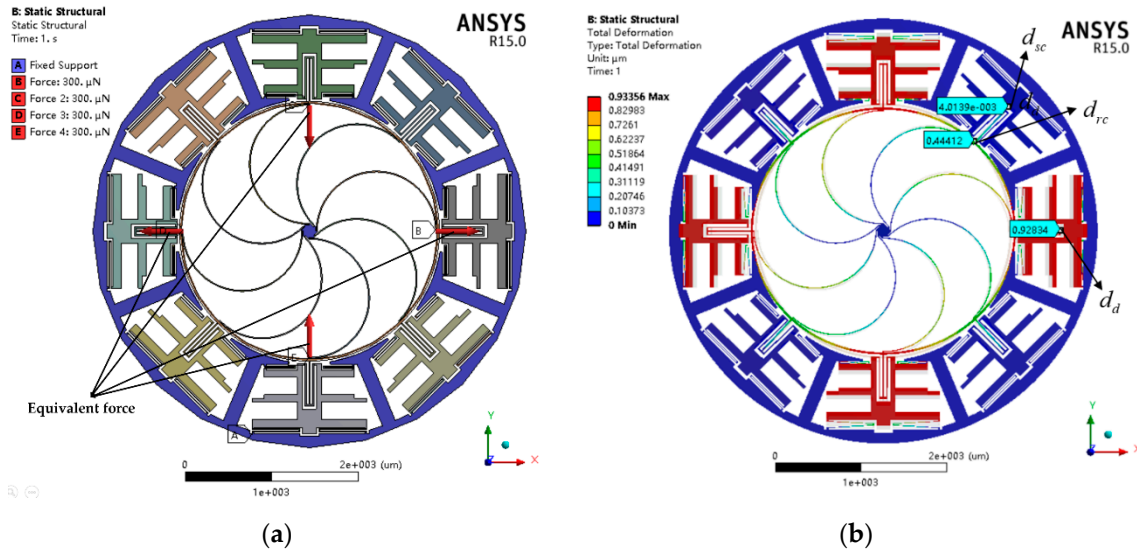 B: Static Structural
Static Structural
Time: 1. s
A Fixed Support
B Force: 300. µN
C Force 2: 300. µN
D Force 3: 300. µN
E Force 4: 300. µN
ANSYS
R15.0
B
A
Equivalent force
Y
X
Z
0
2e+003 (um)
1e+003
(a)
B: Static Structural
Total Deformation
Type: Total Deformation
Unit: µm
Time: 1
0.93356 Max
0.82983
0.7261
0.62237
0.51864
0.41491
0.31119
0.20746
0.10373
0 Min
ANSYS
R15.0
dsc
4.0139e-003
drc
0.44412
0.92834
dd
Y
X
Z
0
2e+003 (um)
1e+003
(b)